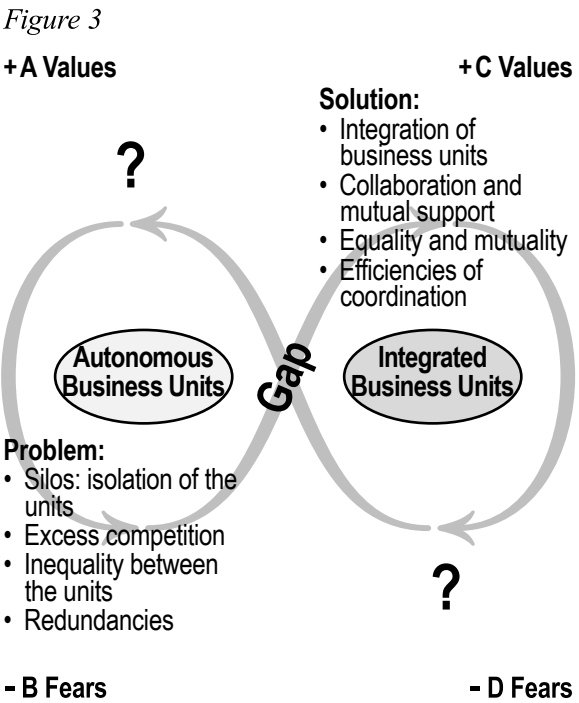 Figure 3
+A Values
+C Values
?
Solution:
• Integration of
business units
• Collaboration and
mutual support
• Equality and mutuality
• Efficiencies of
coordination
Autonomous
Business Units
Gap
Integrated
Business Units
Problem:
• Silos: isolation of the
units
• Excess competition
• Inequality between
the units
• Redundancies
?
- B Fears
- D Fears